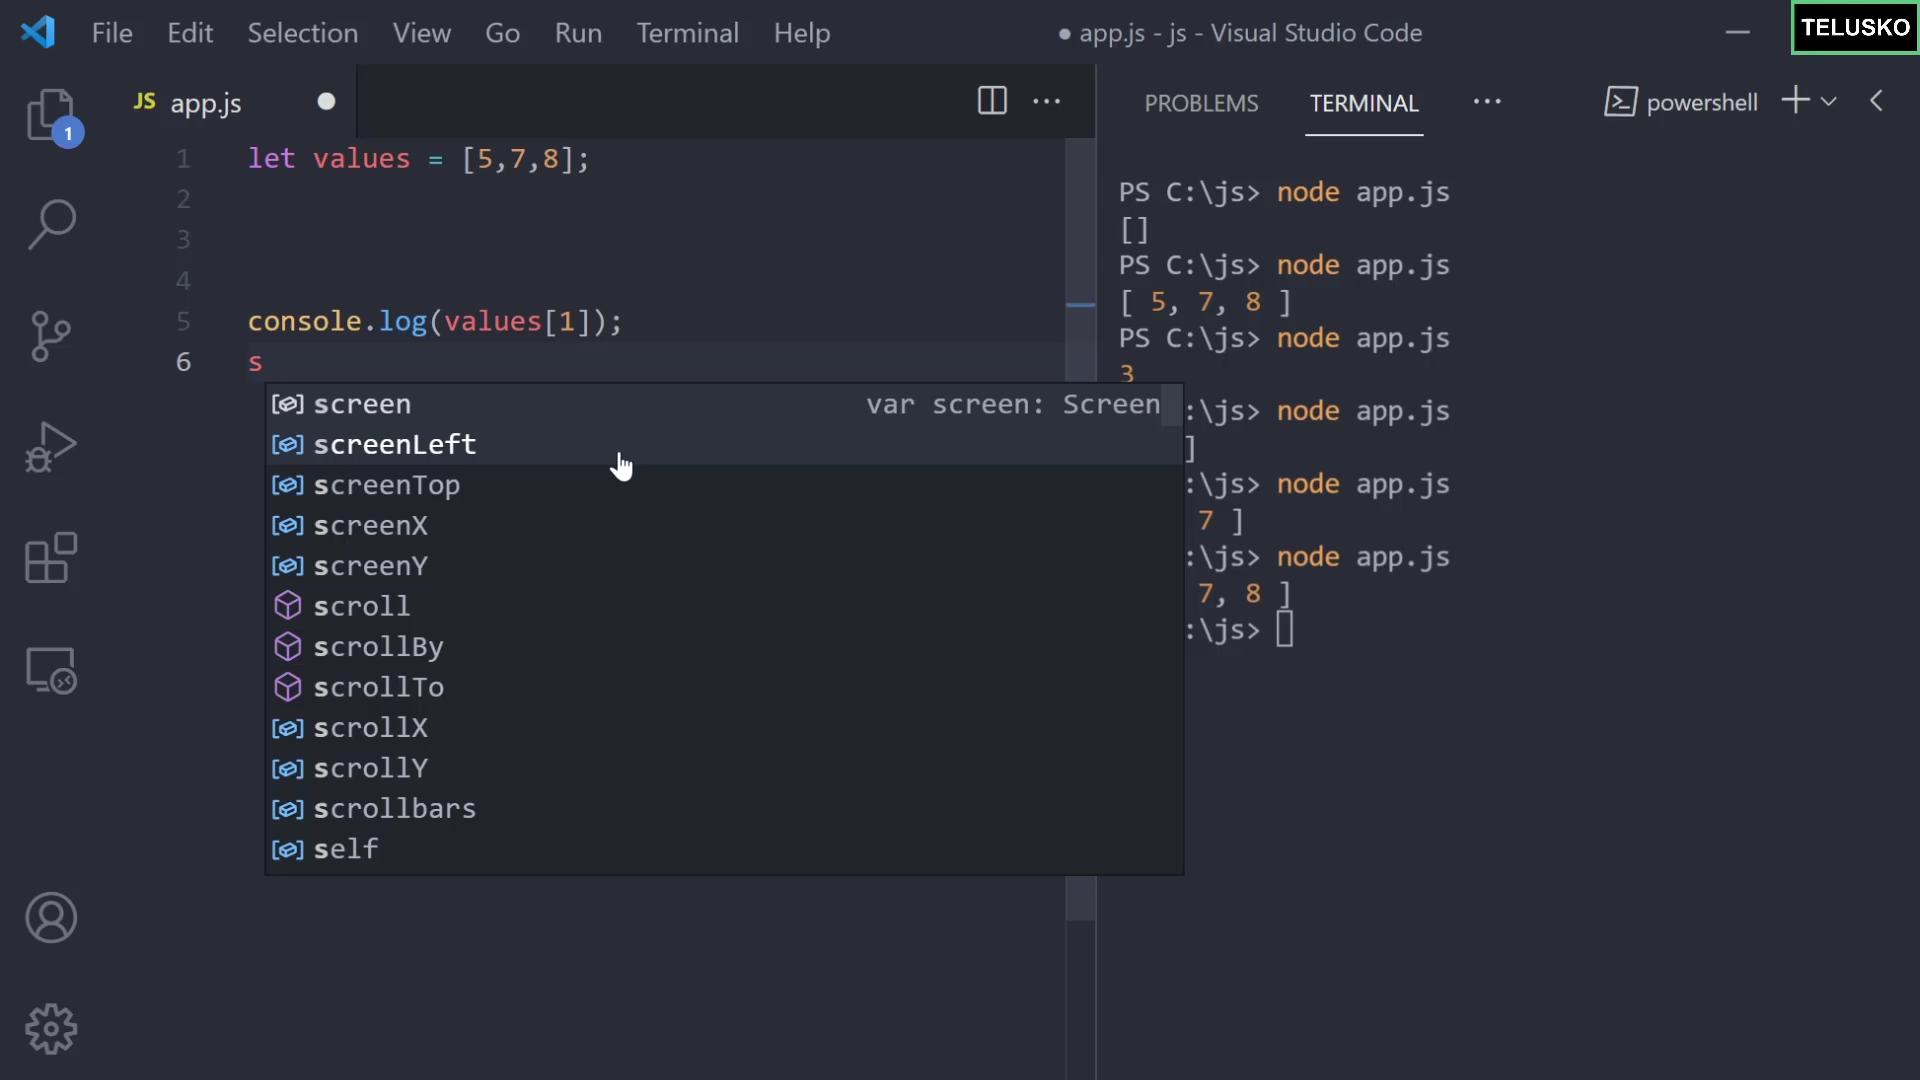 File Edit Selection View Go Run Terminal Help
● app.js - js - Visual Studio Code
TELUSKO
JS app.js
1 let values = [5,7,8];
2
3
4
5 console.log(values[1]);
6 s
screen var screen: Screen
screenLeft
screenTop
screenX
screenY
scroll
scrollBy
scrollTo
scrollX
scrollY
scrollbars
self
1
PROBLEMS TERMINAL ··· powershell
PS C:\js> node app.js
[]
PS C:\js> node app.js
[ 5, 7, 8 ]
PS C:\js> node app.js
3
:\js> node app.js
]
:\js> node app.js
7 ]
:\js> node app.js
7, 8 ]
:\js>